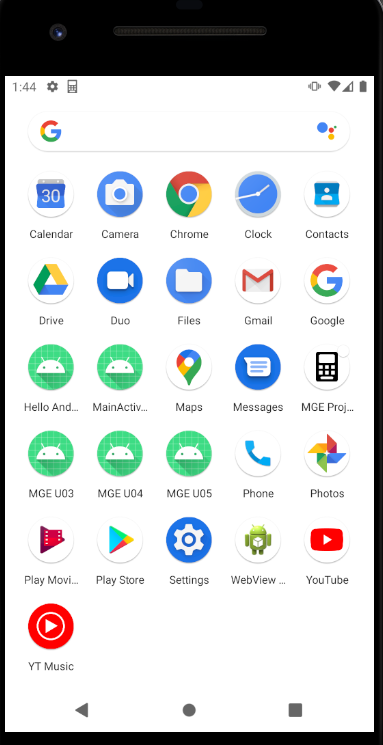 1:44
30
Calendar Camera Chrome Clock Contacts
Drive Duo Files Gmail Google
Hello And... MainActiv... Maps Messages MGE Proj...
MGE U03 MGE U04 MGE U05 Phone Photos
Play Movi... Play Store Settings WebView ... YouTube
YT Music